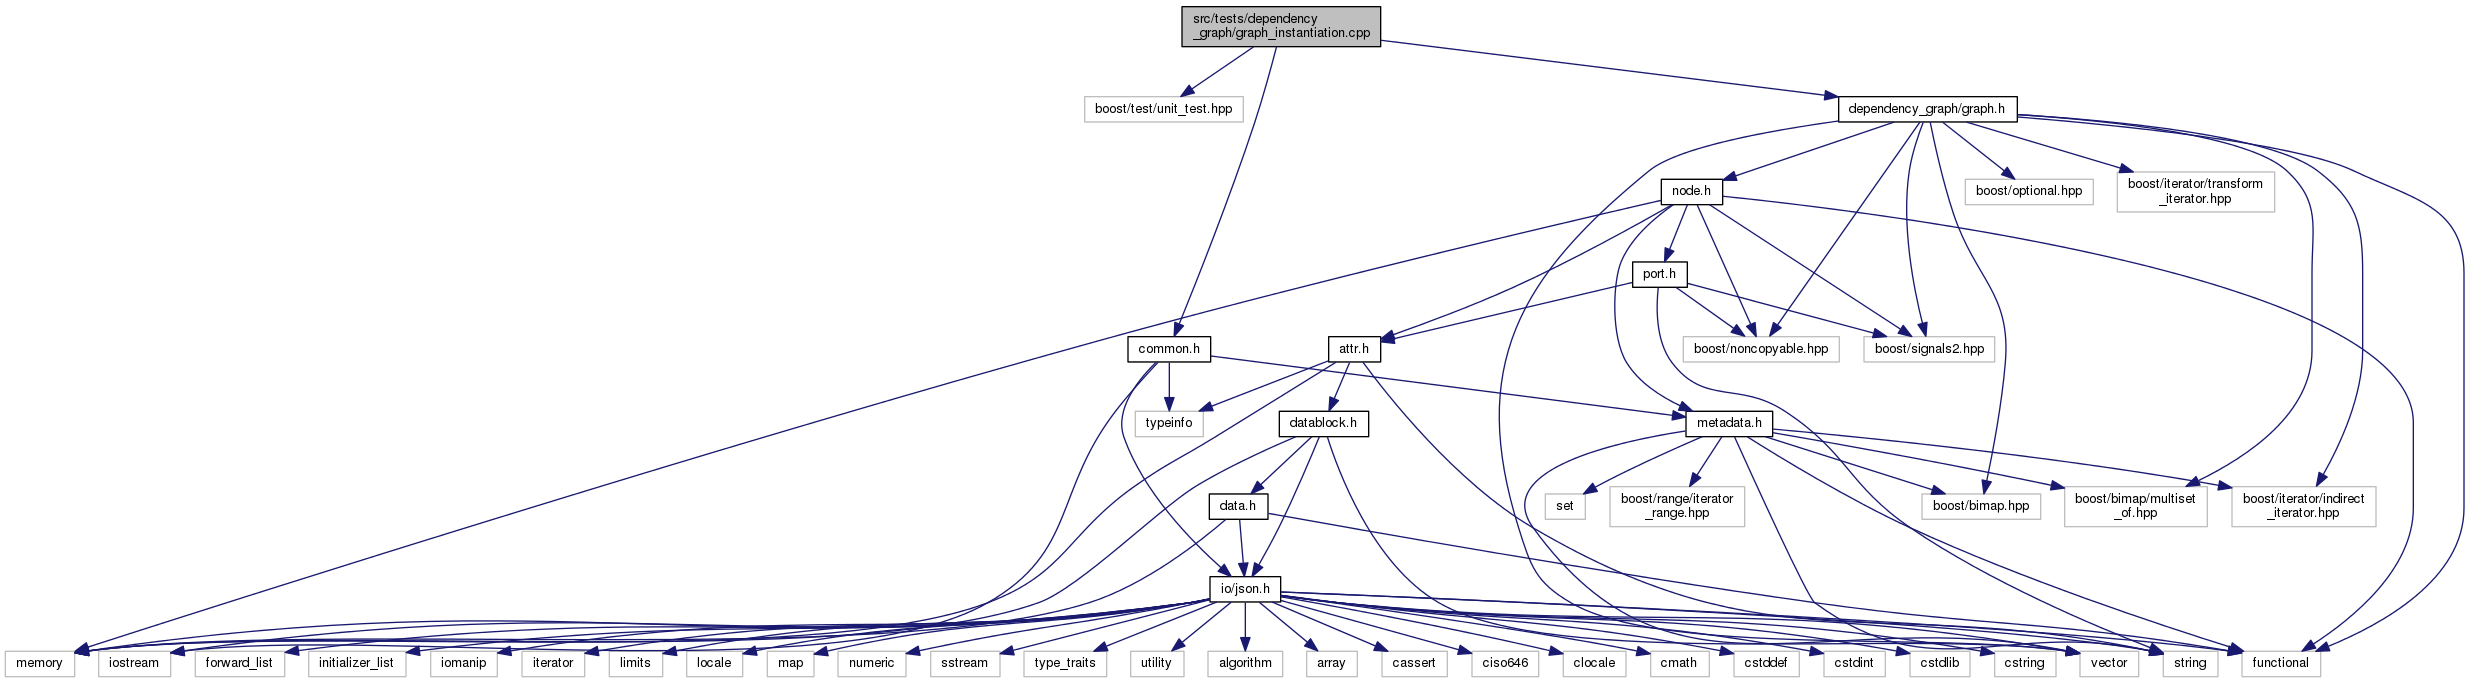 src/tests/dependency
_graph/graph_instantiation.cpp
boost/test/unit_test.hpp
dependency_graph/graph.h
node.h
boost/optional.hpp
boost/iterator/transform
_iterator.hpp
port.h
common.h
attr.h
boost/noncopyable.hpp
boost/signals2.hpp
typeinfo
datablock.h
metadata.h
data.h
set
boost/range/iterator
_range.hpp
boost/bimap.hpp
boost/bimap/multiset
_of.hpp
boost/iterator/indirect
_iterator.hpp
io/json.h
memory
iostream
forward_list
initializer_list
iomanip
iterator
limits
locale
map
numeric
sstream
type_traits
utility
algorithm
array
cassert
ciso646
clocale
cmath
cstddef
cstdint
cstdlib
cstring
vector
string
functional